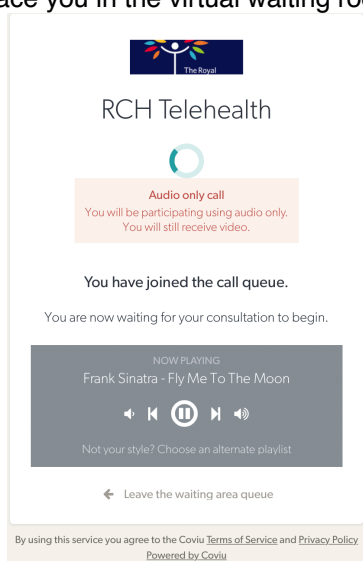 ace you in the virtual waiting roo
The Royal
RCH Telehealth
Audio only call
You will be participating using audio only.
You will still receive video.
You have joined the call queue.
You are now waiting for your consultation to begin.
NOW PLAYING
Frank Sinatra - Fly Me To The Moon
Not your style? Choose an alternate playlist
Leave the waiting area queue
By using this service you agree to the Coviu Terms of Service and Privacy Policy
Powered by Coviu